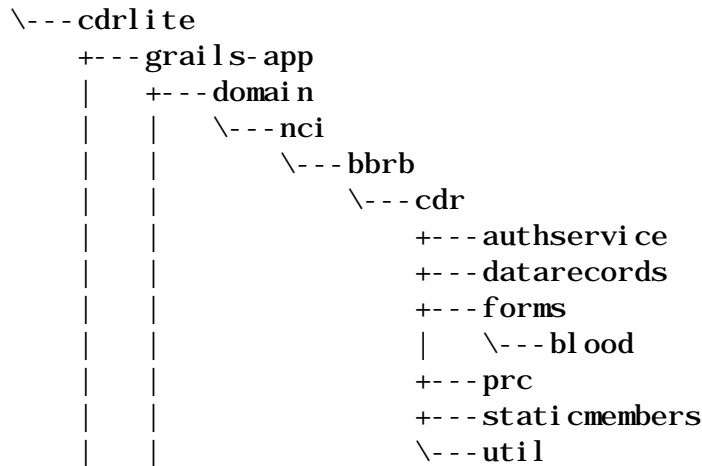 \---cdrlite
    +---grails-app
    |   +---domain
    |   |   \---nci
    |   |       \---bbrb
    |   |           \---cdr
    |   |               +---authservice
    |   |               +---datarecords
    |   |               +---forms
    |   |               |   \---blood
    |   |               +---prc
    |   |               +---staticmembers
    |   |               \---util